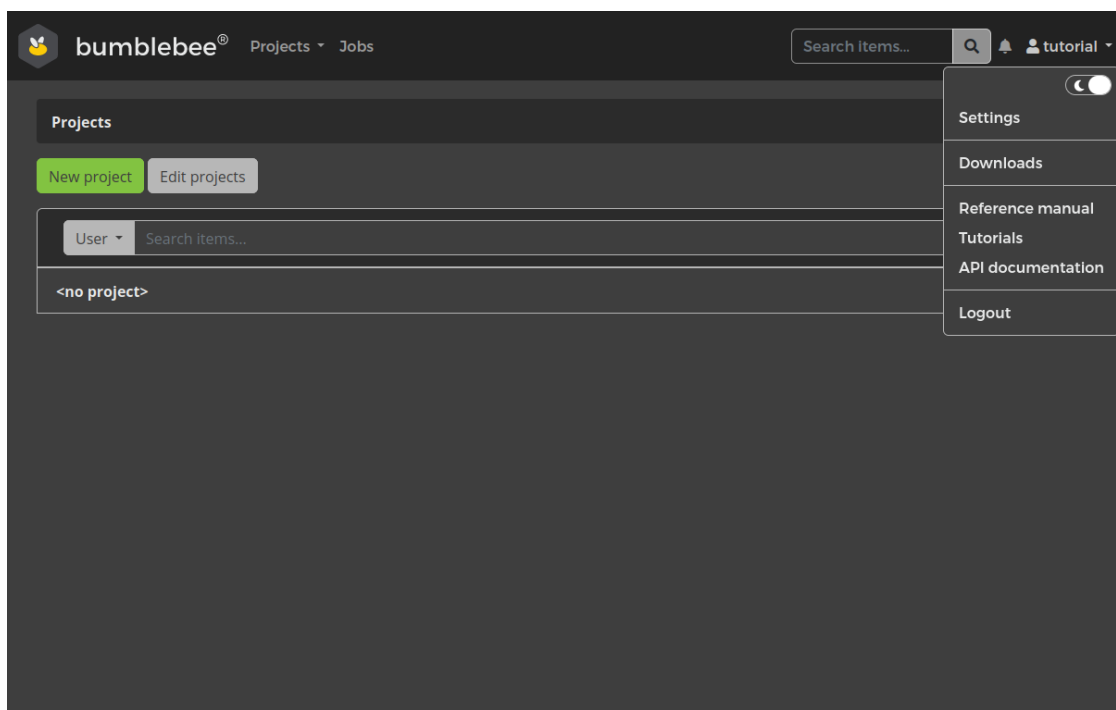 bumblebee® Projects Jobs Search items... tutorial
Projects
Settings
New project Edit projects
Downloads
User Search items...
Reference manual
Tutorials
API documentation
<no project>
Logout